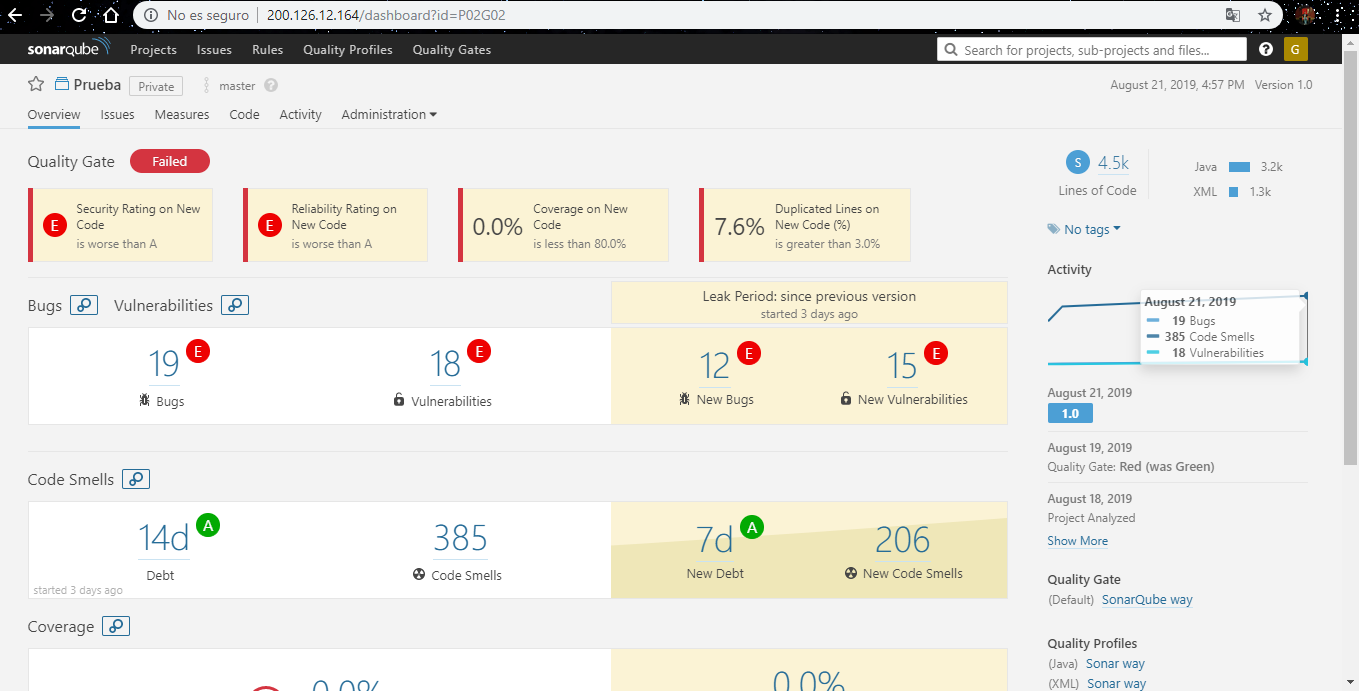 No es seguro 200.126.12.164/dashboard?id=P02G02
sonarqube Projects Issues Rules Quality Profiles Quality Gates Search for projects, sub-projects and files... ? G
Prueba Private master ? August 21, 2019, 4:57 PM Version 1.0
Overview Issues Measures Code Activity Administration
Quality Gate Failed
E Security Rating on New Code
is worse than A
E Reliability Rating on New Code
is worse than A
0.0% Coverage on New Code
is less than 80.0%
7.6% Duplicated Lines on New Code (%)
is greater than 3.0%
Bugs Vulnerabilities
Leak Period: since previous version
started 3 days ago
19 E
Bugs
18 E
Vulnerabilities
12 E
New Bugs
15 E
New Vulnerabilities
Code Smells
14d A
Debt
385
Code Smells
started 3 days ago
7d A
New Debt
206
New Code Smells
Coverage
0.0%
0.0%
S 4.5k
Lines of Code
Java 3.2k
XML 1.3k
No tags
Activity
August 21, 2019
19 Bugs
385 Code Smells
18 Vulnerabilities
August 21, 2019
1.0
August 19, 2019
Quality Gate: Red (was Green)
August 18, 2019
Project Analyzed
Show More
Quality Gate
(Default) SonarQube way
Quality Profiles
(Java) Sonar way
(XML) Sonar way